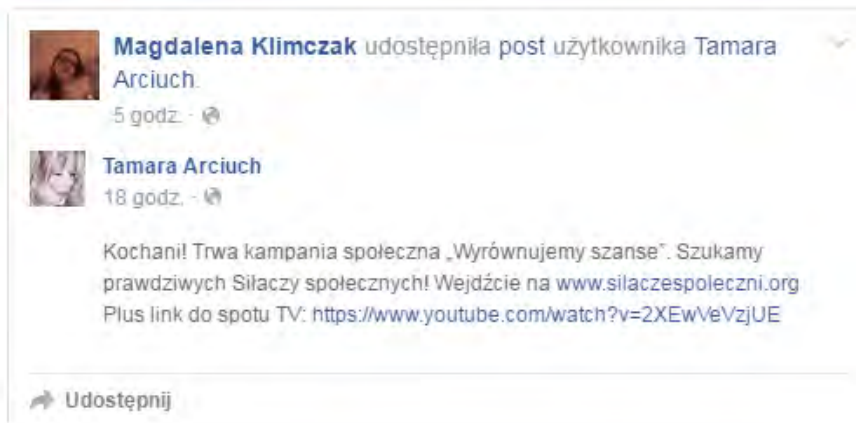 Magdalena Klimczak udostępniła post użytkownika Tamara
Arciuch.
5 godz. ·
Tamara Arciuch
18 godz. ·
Kochani! Trwa kampania społeczna „Wyrównujemy szanse”. Szukamy
prawdziwych Siłaczy społecznych! Wejdźcie na www.silaczespoleczni.org
Plus link do spotu TV: https://www.youtube.com/watch?v=2XEwVeVzjUE
Udostępnij